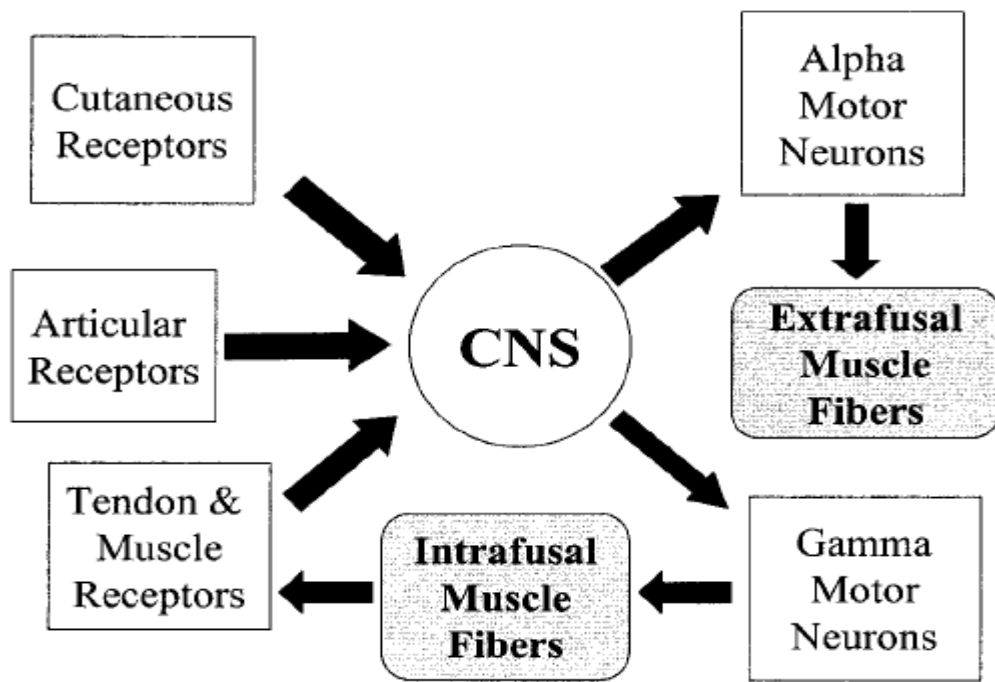 Cutaneous
Receptors
Alpha
Motor
Neurons
Articular
Receptors
CNS
Extrafusal
Muscle
Fibers
Tendon &
Muscle
Receptors
Intrafusal
Muscle
Fibers
Gamma
Motor
Neurons